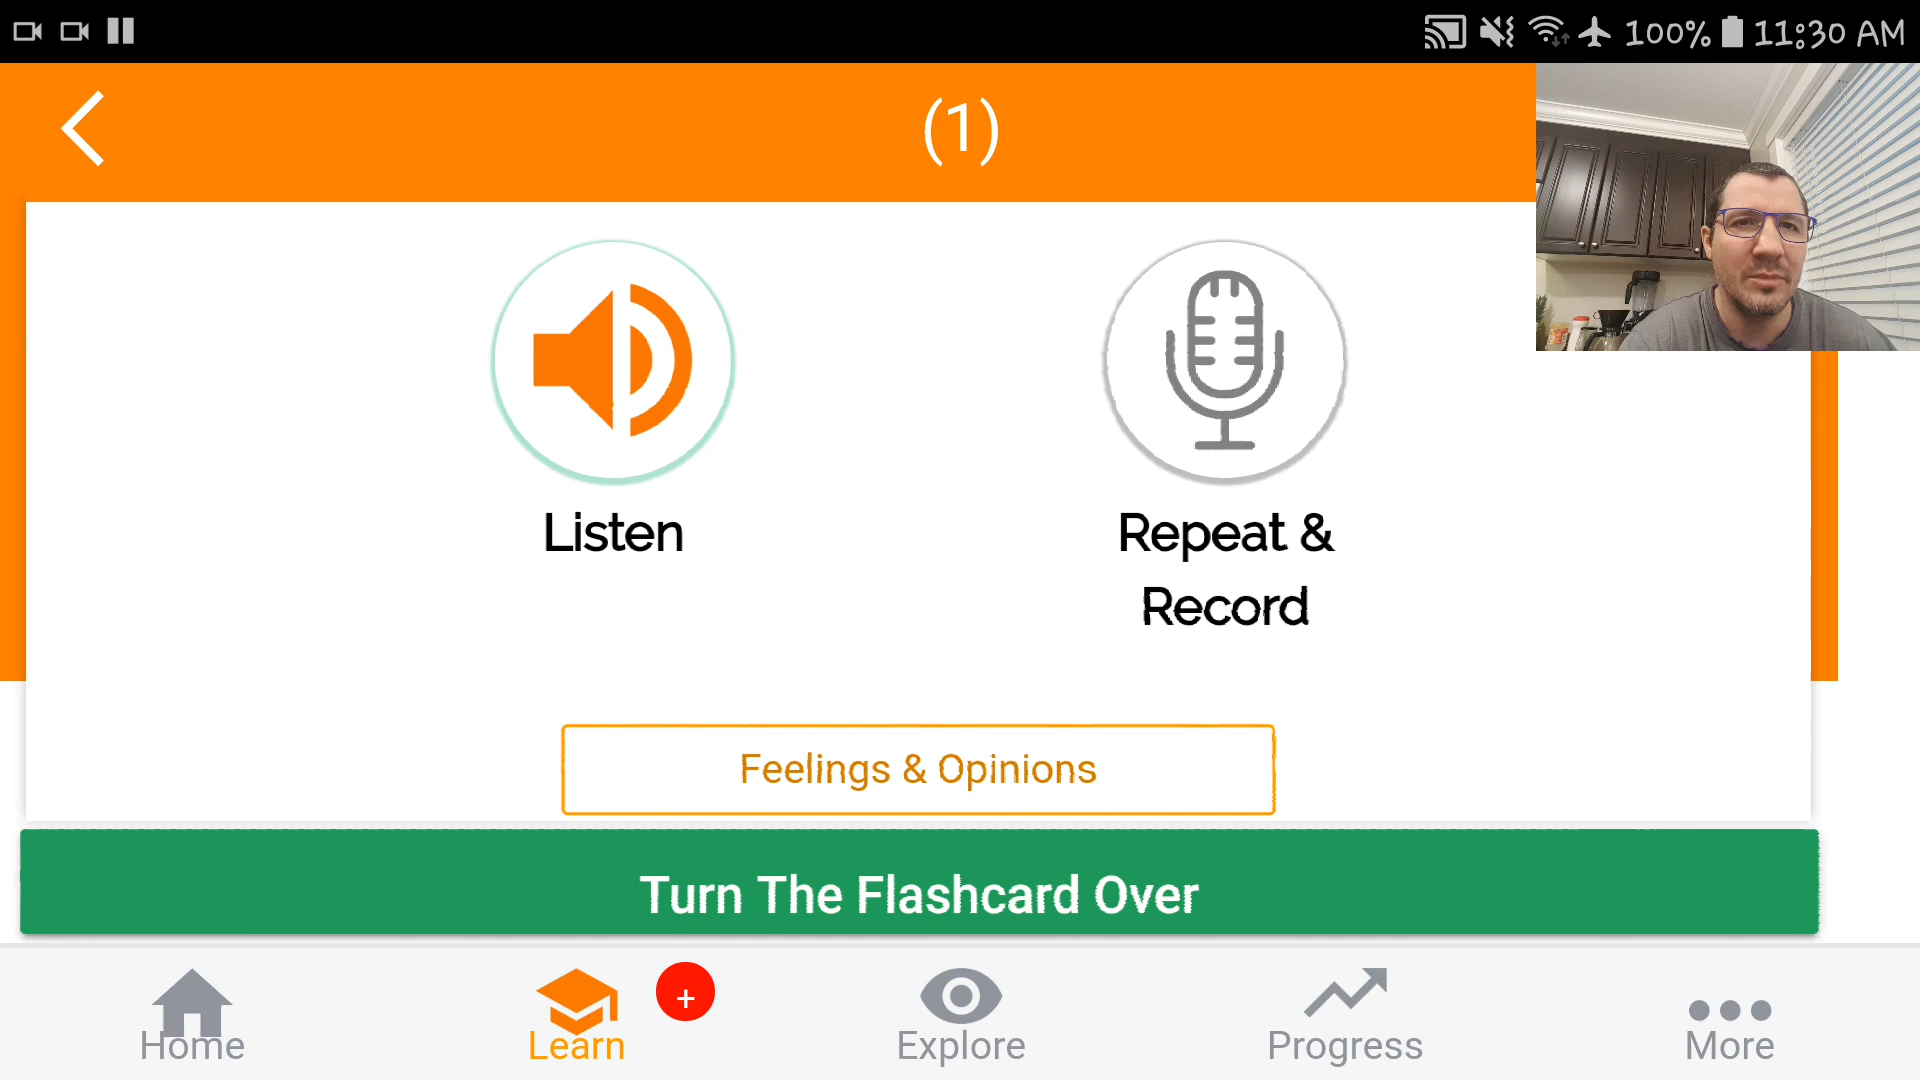 100% 11:30 AM
(1)
Listen
Repeat &
Record
Feelings & Opinions
Turn The Flashcard Over
+
Home
Learn
Explore
Progress
More